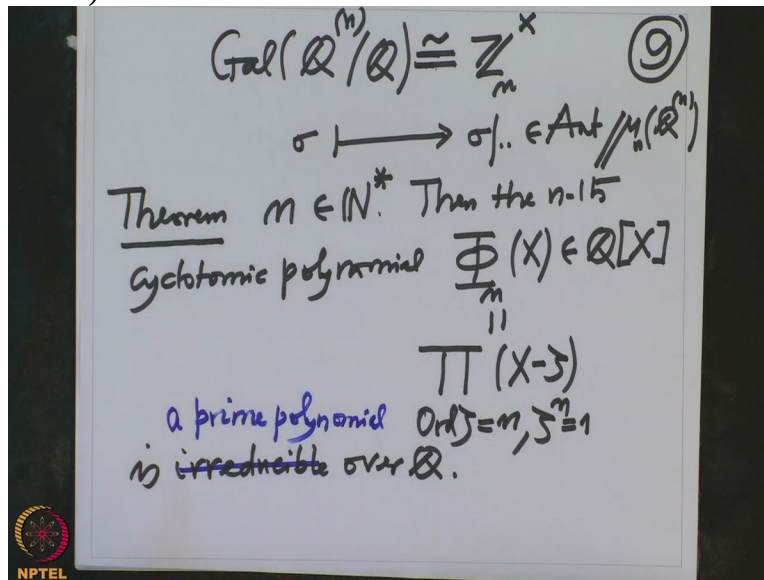 Gal(ℚ^(n)/ℚ) ≅ ℤ_n^× ⑨
σ ⟼ σ|.. ∈ Aut μ_n(ℚ^(n))
Theorem n ∈ ℕ*. Then the n-th
cyclotomic polynomial Φ_n(X) ∈ ℚ[X]
||
∏ (X-ζ)
a prime polynomial Ord ζ = n, ζ^n = 1
is irreducible over ℚ.
NPTEL